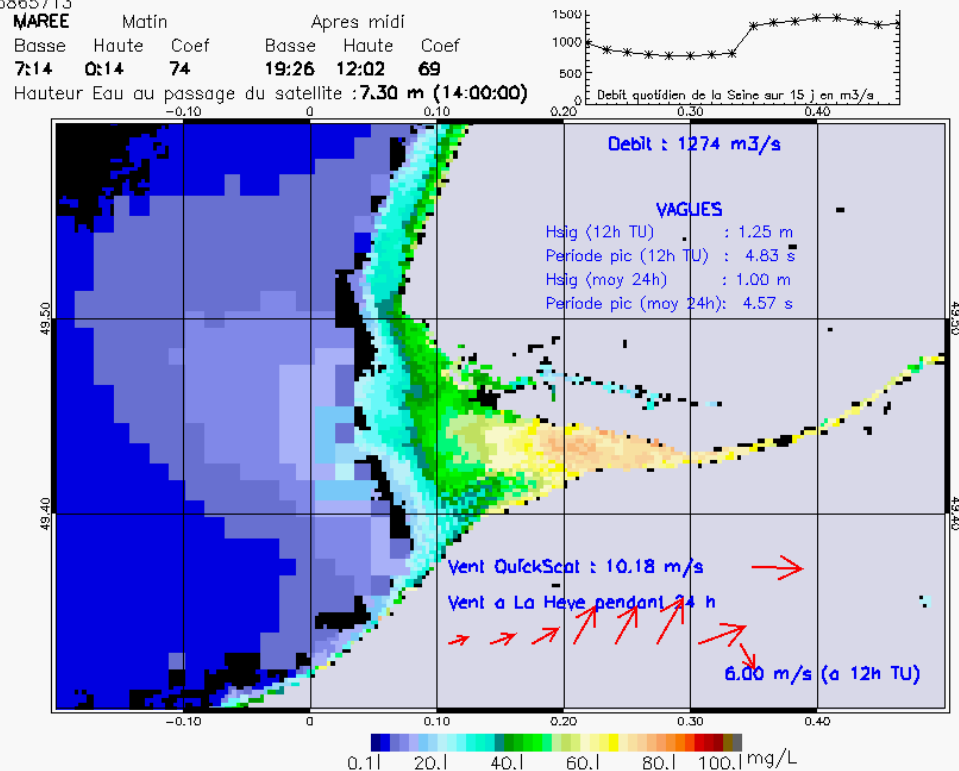 MAREE Matin Apres midi
Basse Haute Coef Basse Haute Coef
7:14 0:14 74 19:26 12:02 69
Hauteur Eau au passage du satellite : 7.30 m (14:00:00)
1500
1000
500
0
Debit quotidien de la Seine sur 15 j en m3/s
-0.10 0 0.10 0.20 0.30 0.40
Debit : 1274 m3/s
VAGUES
Hsig (12h TU) : 1.25 m
Periode pic (12h TU) : 4.83 s
Hsig (moy 24h) : 1.00 m
Periode pic (moy 24h): 4.57 s
49.50 49.50
49.40 49.40
Vent QuickScat : 10.18 m/s
Vent a La Heve pendant 24 h
6.00 m/s (a 12h TU)
-0.10 0 0.10 0.20 0.30 0.40
0.1 20. 40. 60. 80. 100. mg/L